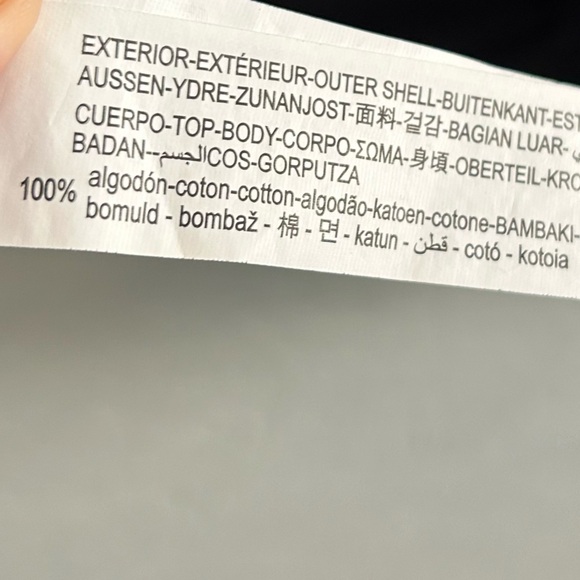 EXTERIOR-EXTÉRIEUR-OUTER SHELL-BUITENKANT-EST
AUSSEN-YDRE-ZUNANJOST-面料-겉감-BAGIAN LUAR-
CUERPO-TOP-BODY-CORPO-ΣΩΜΑ-身頃-OBERTEIL-KRO
BADAN--الجسم-COS-GORPUTZA
100% algodón-coton-cotton-algodão-katoen-cotone-BAMBAKI-
bomuld - bombaž - 棉 - 면 - katun - قطن - cotó - kotoia